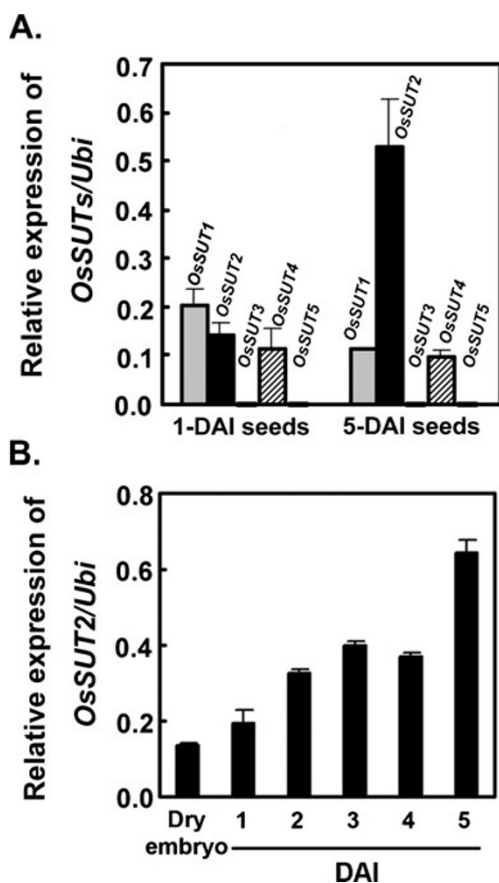 A.
Relative expression of
OsSUTs/Ubi
0.7
0.6
0.5
0.4
0.3
0.2
0.1
0.0
OsSUT1
OsSUT2
OsSUT3
OsSUT4
OsSUT5
OsSUT1
OsSUT2
OsSUT3
OsSUT4
OsSUT5
1-DAI seeds 5-DAI seeds
B.
Relative expression of
OsSUT2/Ubi
0.8
0.6
0.4
0.2
0.0
Dry 1 2 3 4 5
embryo
DAI